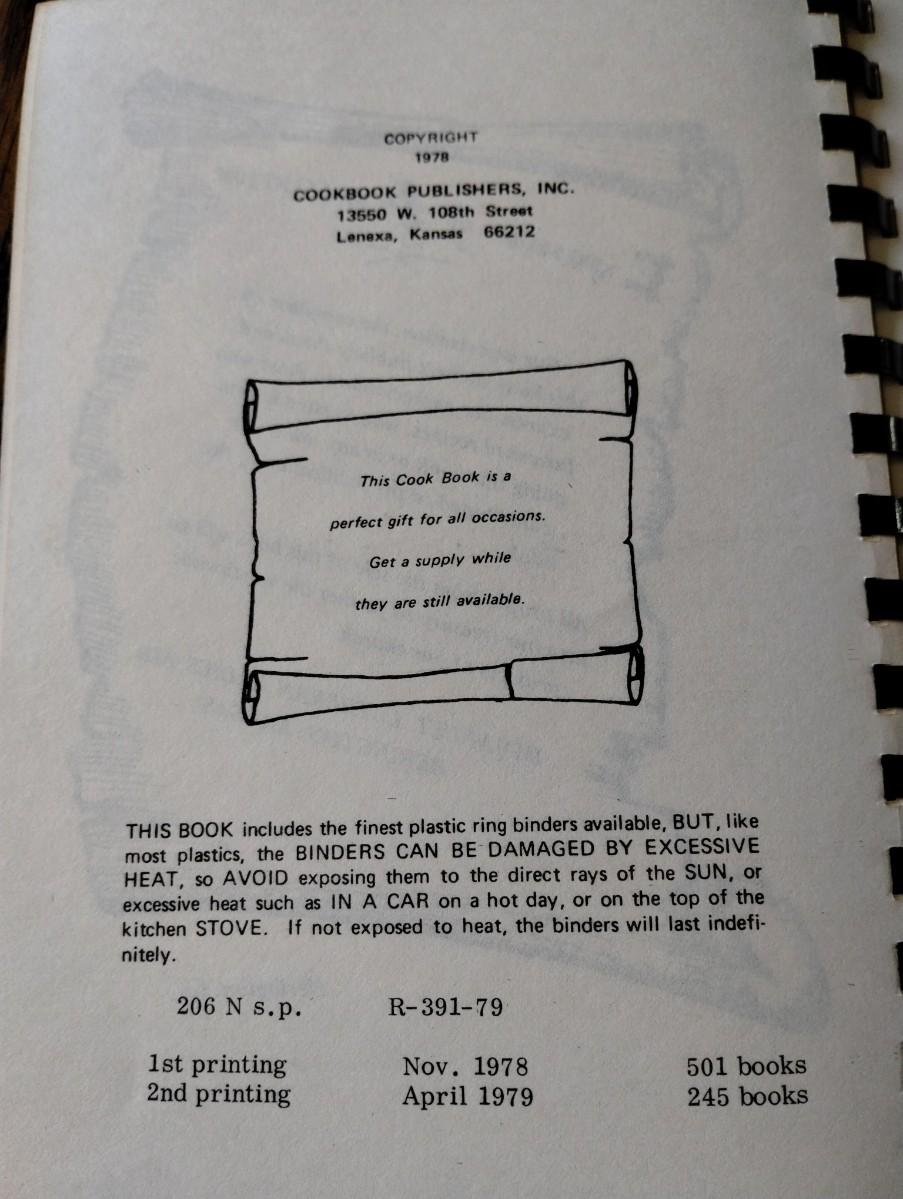 COPYRIGHT
1978
COOKBOOK PUBLISHERS, INC.
13550 W. 108th Street
Lenexa, Kansas 66212
This Cook Book is a
perfect gift for all occasions.
Get a supply while
they are still available.
THIS BOOK includes the finest plastic ring binders available, BUT, like
most plastics, the BINDERS CAN BE DAMAGED BY EXCESSIVE
HEAT, so AVOID exposing them to the direct rays of the SUN, or
excessive heat such as IN A CAR on a hot day, or on the top of the
kitchen STOVE. If not exposed to heat, the binders will last indefi-
nitely.
206 N s.p. R-391-79
1st printing Nov. 1978 501 books
2nd printing April 1979 245 books